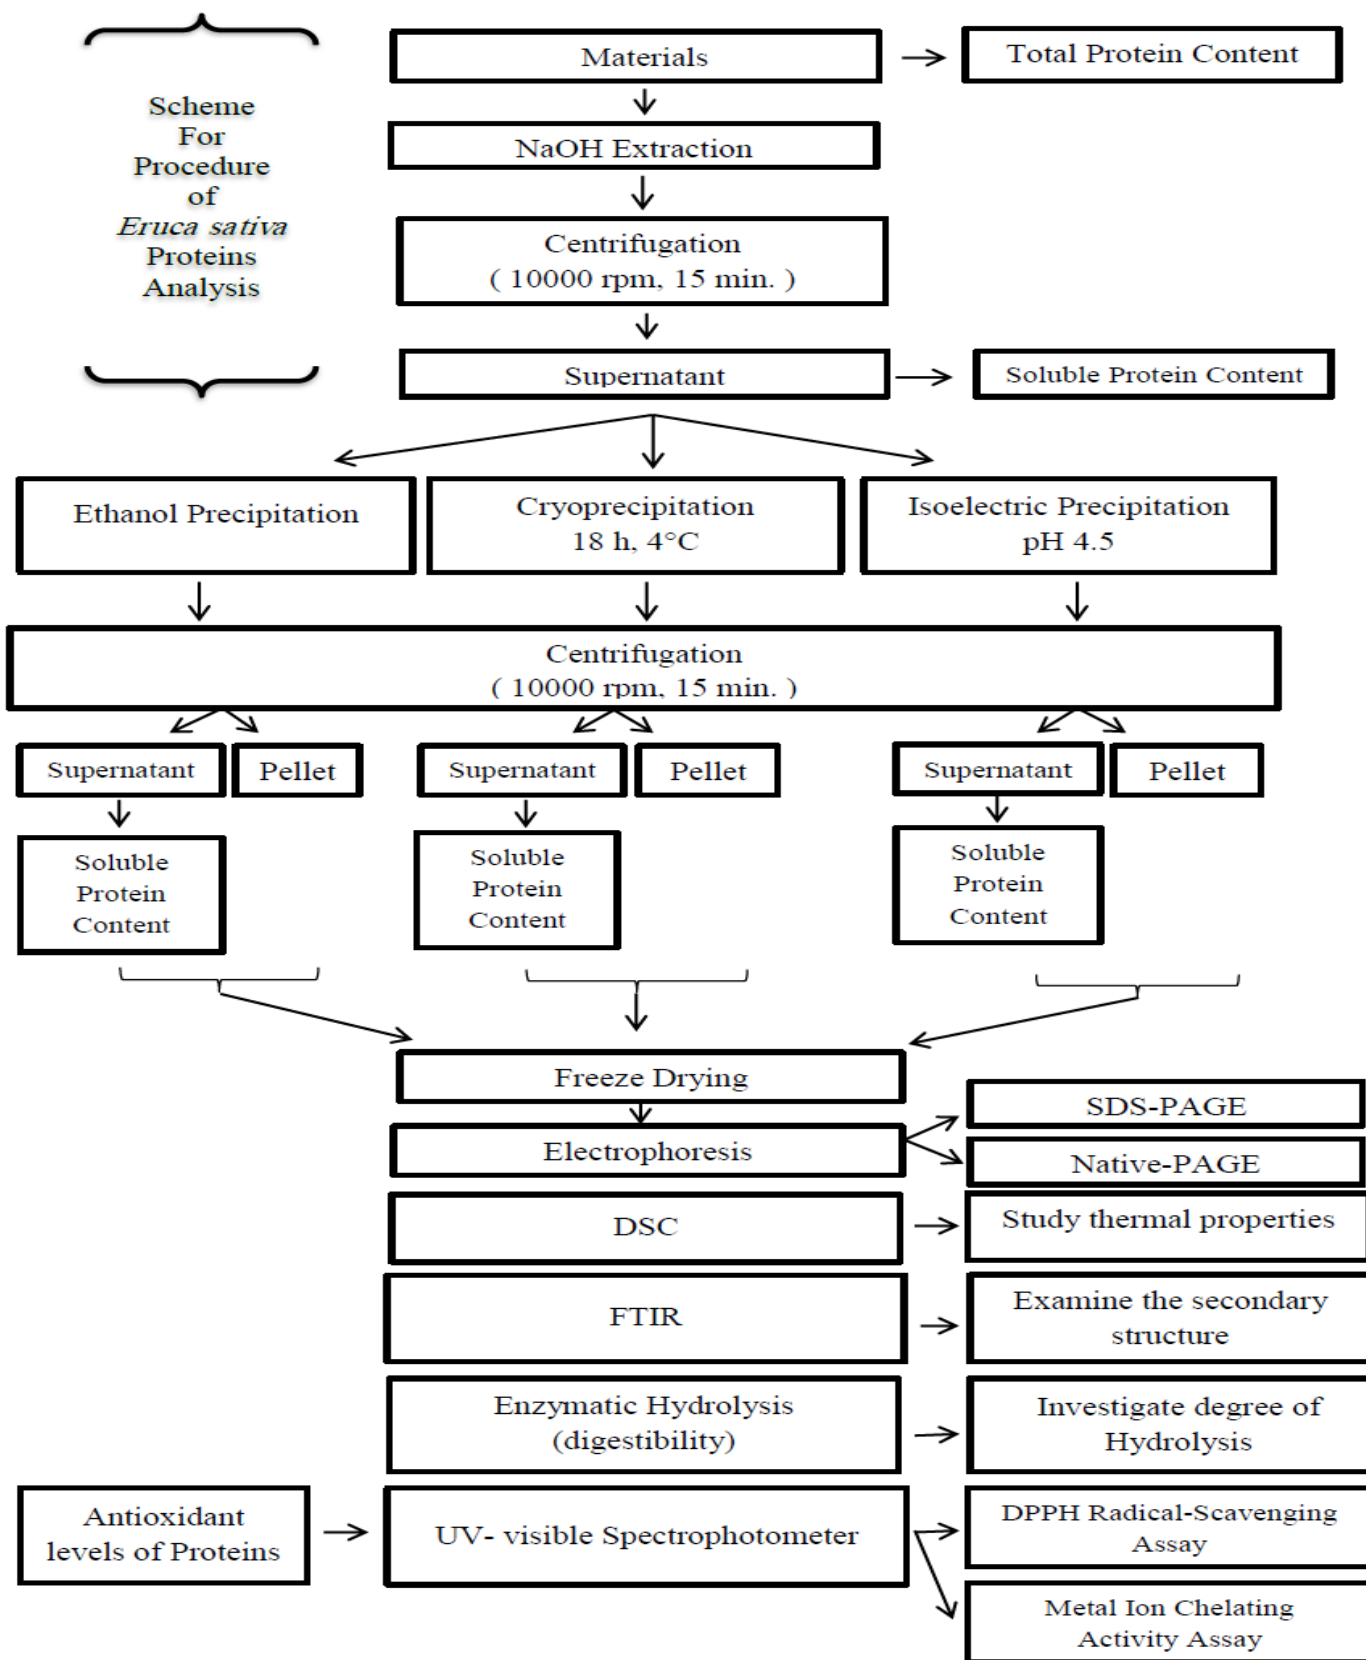 Scheme
For
Procedure
of
Eruca sativa
Proteins
Analysis
Materials
Total Protein Content
NaOH Extraction
Centrifugation
( 10000 rpm, 15 min. )
Supernatant
Soluble Protein Content
Ethanol Precipitation
Cryoprecipitation
18 h, 4°C
Isoelectric Precipitation
pH 4.5
Centrifugation
( 10000 rpm, 15 min. )
Supernatant
Pellet
Supernatant
Pellet
Supernatant
Pellet
Soluble
Protein
Content
Soluble
Protein
Content
Soluble
Protein
Content
Freeze Drying
Electrophoresis
SDS-PAGE
Native-PAGE
DSC
Study thermal properties
FTIR
Examine the secondary
structure
Enzymatic Hydrolysis
(digestibility)
Investigate degree of
Hydrolysis
Antioxidant
levels of Proteins
UV- visible Spectrophotometer
DPPH Radical-Scavenging
Assay
Metal Ion Chelating
Activity Assay